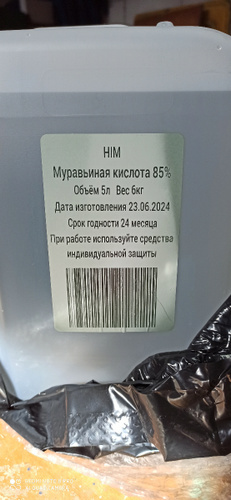 HIM
Муравьиная кислота 85%
Объём 5л Вес 6кг
Дата изготовления 23.06.2024
Срок годности 24 месяца
При работе используйте средства
индивидуальной защиты